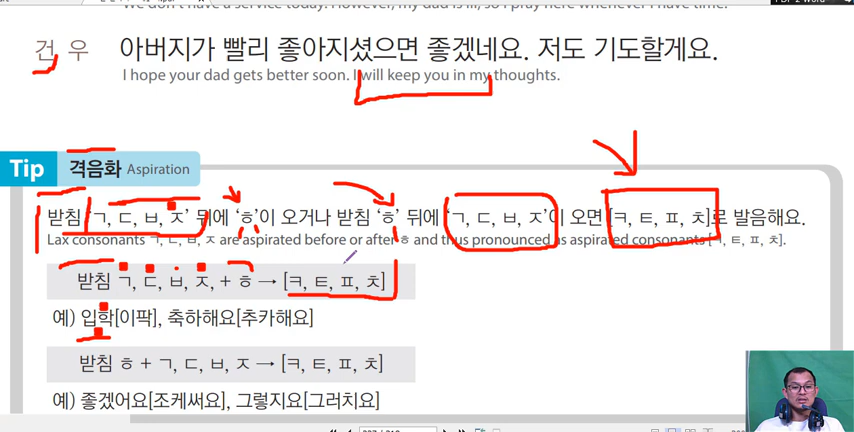 We don't have a service today. However, my dad is ill, so I pray here whenever I have time.
건 우 아버지가 빨리 좋아지셨으면 좋겠네요. 저도 기도할게요.
I hope your dad gets better soon. I will keep you in my thoughts.
Tip 격음화 Aspiration
받침 'ㄱ, ㄷ, ㅂ, ㅈ' 뒤에 'ㅎ'이 오거나 받침 'ㅎ' 뒤에 'ㄱ, ㄷ, ㅂ, ㅈ'이 오면 [ㅋ, ㅌ, ㅍ, ㅊ]로 발음해요.
Lax consonants ㄱ, ㄷ, ㅂ, ㅈ are aspirated before or after ㅎ and thus pronounced as aspirated consonants [ㅋ, ㅌ, ㅍ, ㅊ].
받침 ㄱ, ㄷ, ㅂ, ㅈ, + ㅎ → [ㅋ, ㅌ, ㅍ, ㅊ]
예) 입학[이팍], 축하해요[추카해요]
받침 ㅎ + ㄱ, ㄷ, ㅂ, ㅈ → [ㅋ, ㅌ, ㅍ, ㅊ]
예) 좋겠어요[조케써요], 그렇지요[그러치요]